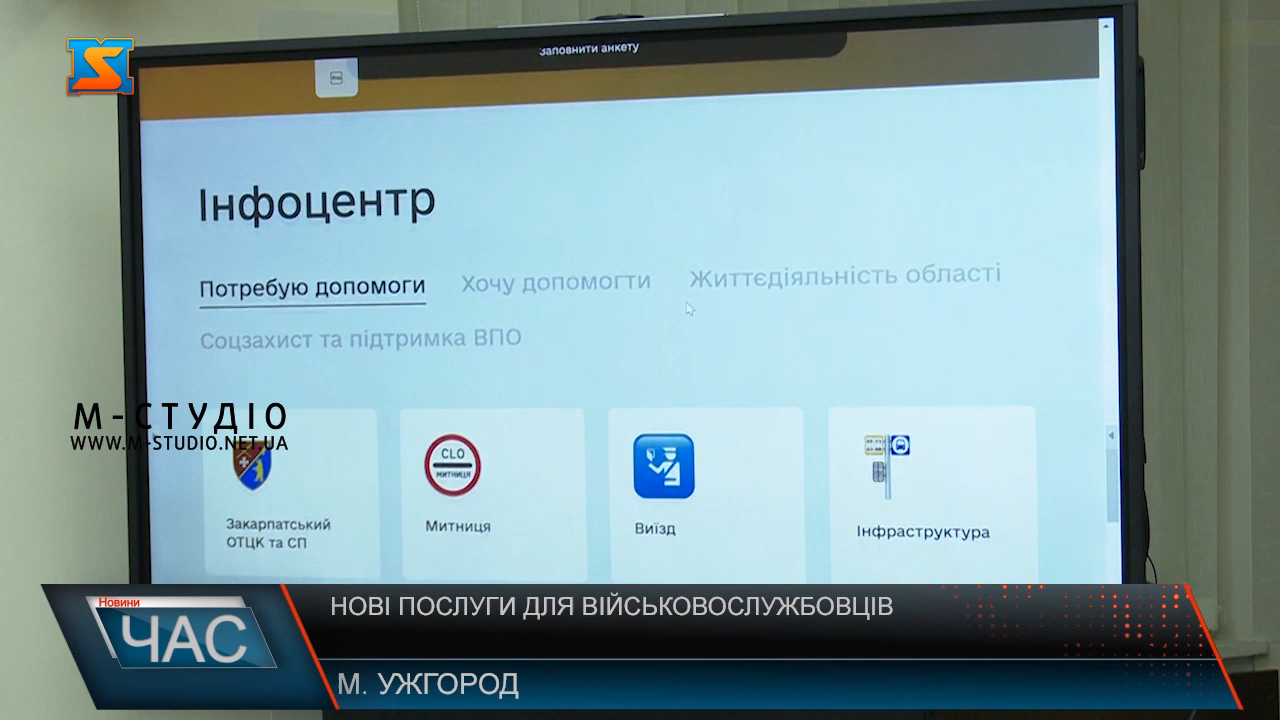 Заповнити анкету
Інфоцентр
Потребую допомоги
Хочу допомогти
Життєдіяльність області
Соцзахист та підтримка ВПО
М-СТУДІО
WWW.M-STUDIO.NET.UA
Закарпатський
ОТЦК та СП
CLO
МИТНИЦЯ
Митниця
Виїзд
Інфраструктура
Новини
ЧАС
НОВІ ПОСЛУГИ ДЛЯ ВІЙСЬКОВОСЛУЖБОВЦІВ
М. УЖГОРОД